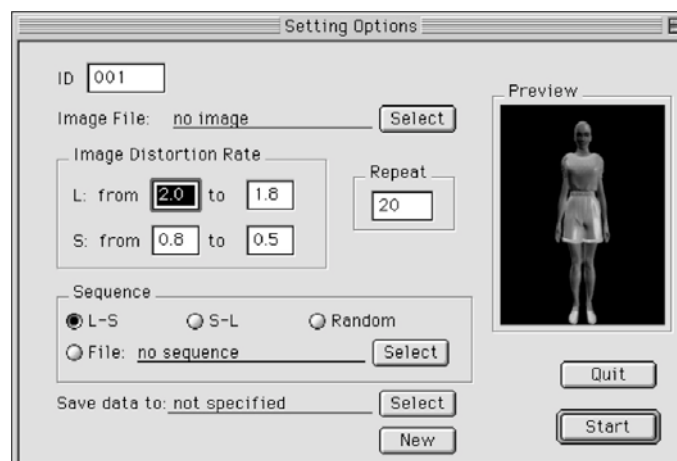 Setting Options
ID 001
Preview
Image File: no image Select
Image Distortion Rate
L: from 2.0 to 1.8
S: from 0.8 to 0.5
Repeat
20
Sequence
L-S S-L Random
File: no sequence Select
Quit
Save data to: not specified Select
Start
New